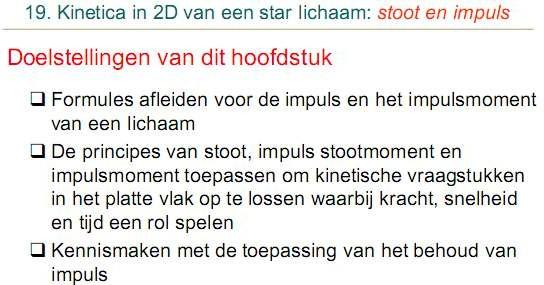 19. Kinetica in 2D van een star lichaam: stoot en impuls
Doelstellingen van dit hoofdstuk
❑ Formules afleiden voor de impuls en het impulsmoment
van een lichaam
❑ De principes van stoot, impuls stootmoment en
impulsmoment toepassen om kinetische vraagstukken
in het platte vlak op te lossen waarbij kracht, snelheid
en tijd een rol spelen
❑ Kennismaken met de toepassing van het behoud van
impuls